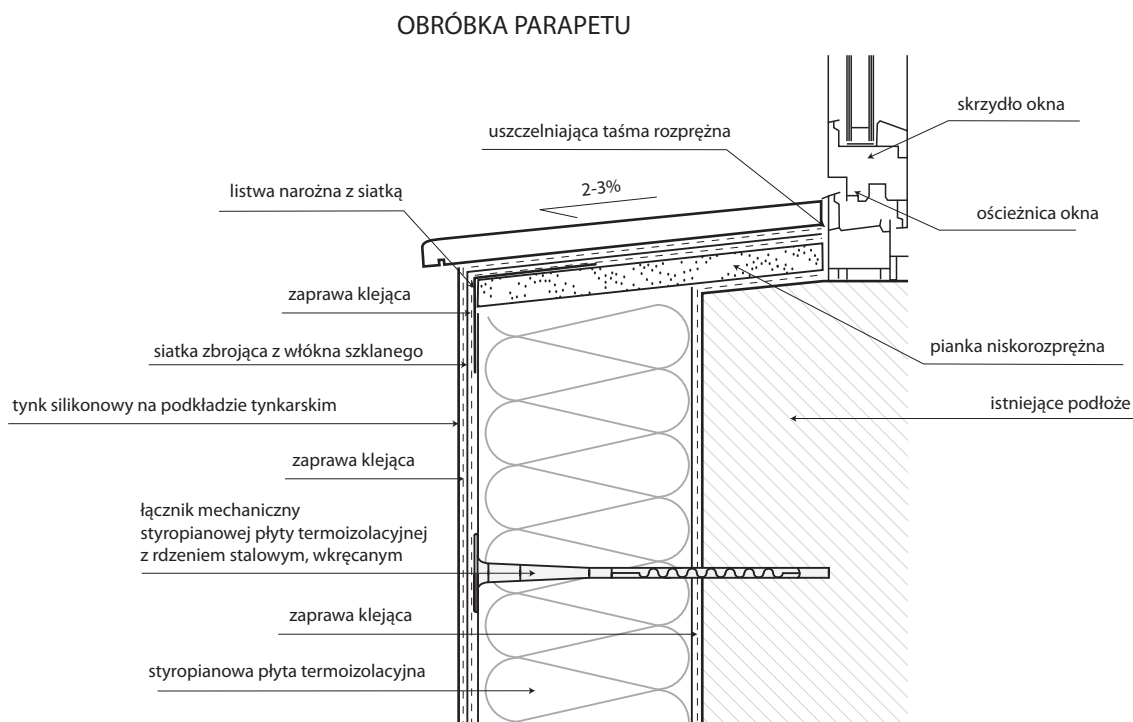 OBRÓBKA PARAPETU
skrzydło okna
uszczelniająca taśma rozprężna
2-3%
listwa narożna z siatką
ościeżnica okna
zaprawa klejąca
siatka zbrojąca z włókna szklanego
pianka niskorozprężna
tynk silikonowy na podkładzie tynkarskim
istniejące podłoże
zaprawa klejąca
łącznik mechaniczny
styropianowej płyty termoizolacyjnej
z rdzeniem stalowym, wkręcanym
zaprawa klejąca
styropianowa płyta termoizolacyjna